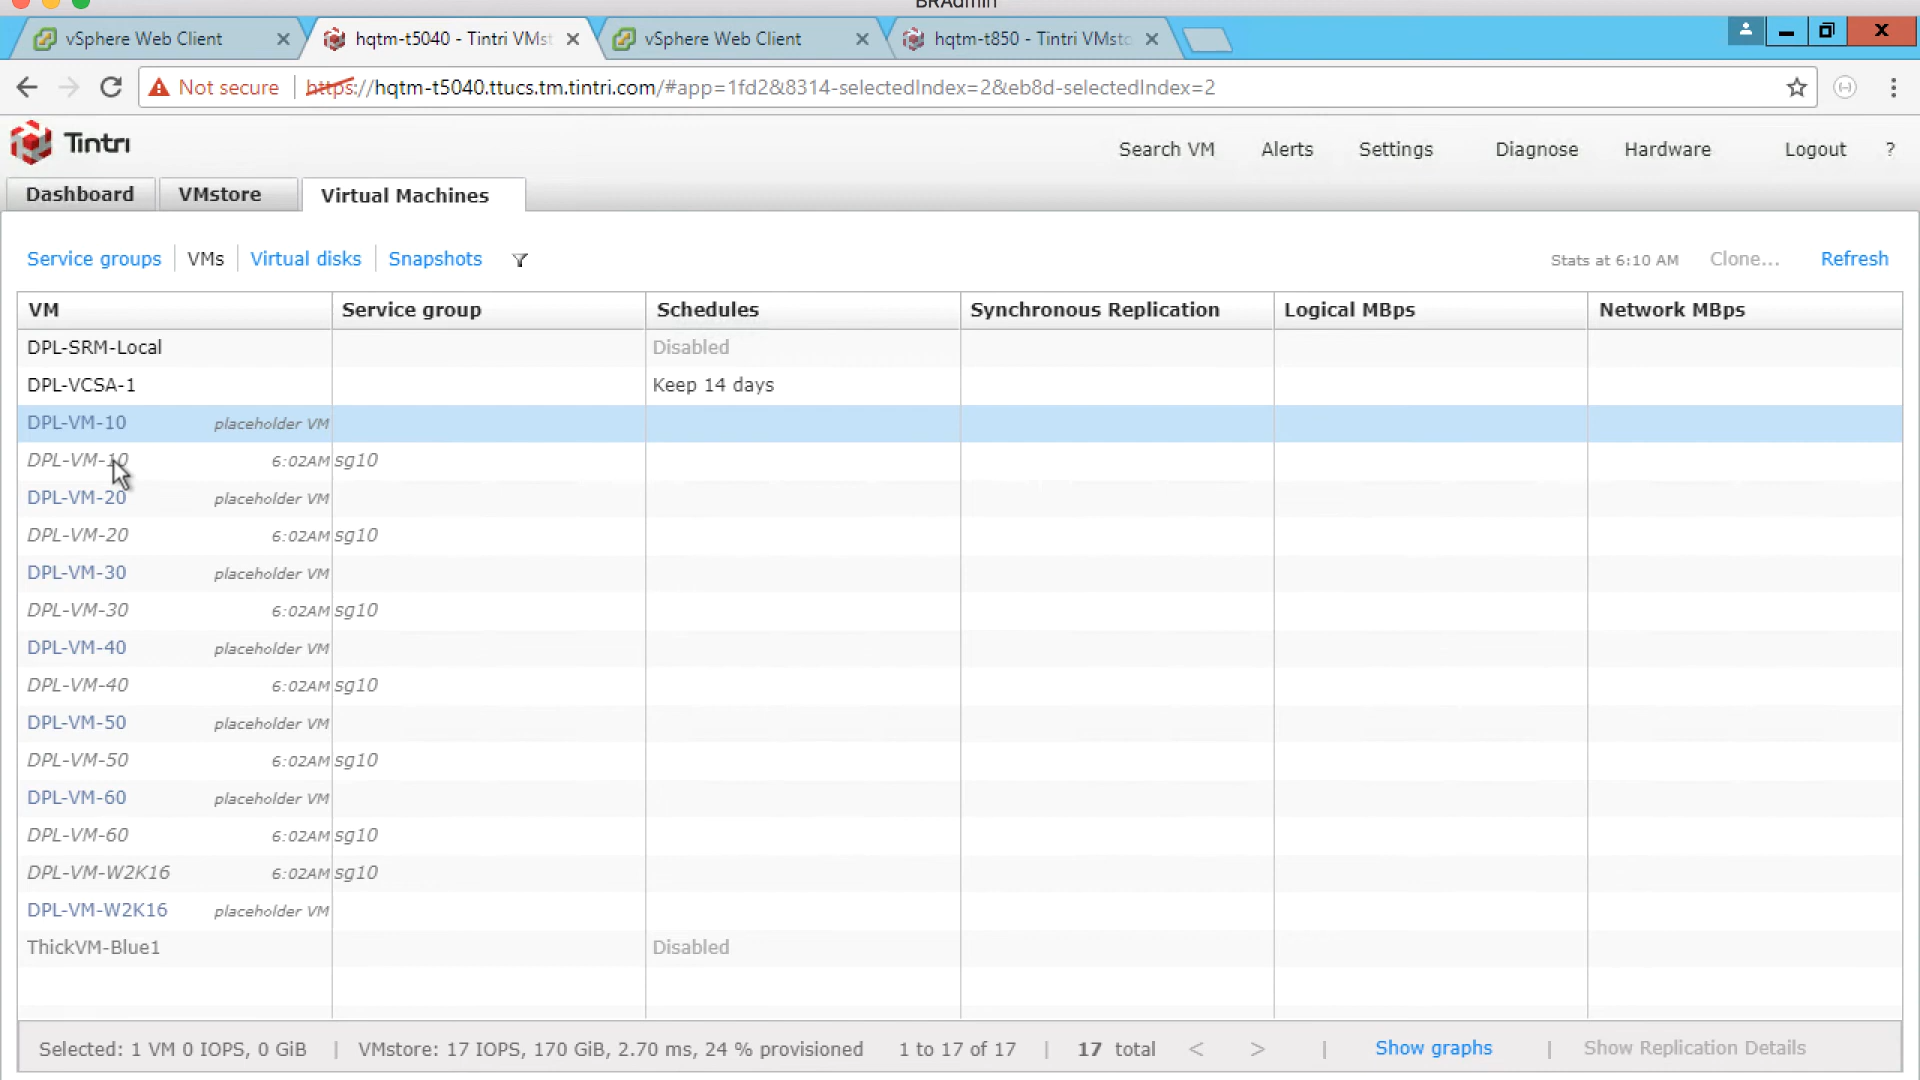 BRAdmin
vSphere Web Client
hqtm-t5040 - Tintri VMst
vSphere Web Client
hqtm-t850 - Tintri VMstc
Not secure
https://hqtm-t5040.ttucs.tm.tintri.com/#app=1fd2&8314-selectedIndex=2&eb8d-selectedIndex=2
Tintri
Search VM Alerts Settings Diagnose Hardware Logout ?
Dashboard VMstore Virtual Machines
Service groups VMs Virtual disks Snapshots Stats at 6:10 AM Clone... Refresh
VM Service group Schedules Synchronous Replication Logical MBps Network MBps
DPL-SRM-Local Disabled
DPL-VCSA-1 Keep 14 days
DPL-VM-10 placeholder VM
DPL-VM-10 6:02AM sg10
DPL-VM-20 placeholder VM
DPL-VM-20 6:02AM sg10
DPL-VM-30 placeholder VM
DPL-VM-30 6:02AM sg10
DPL-VM-40 placeholder VM
DPL-VM-40 6:02AM sg10
DPL-VM-50 placeholder VM
DPL-VM-50 6:02AM sg10
DPL-VM-60 placeholder VM
DPL-VM-60 6:02AM sg10
DPL-VM-W2K16 6:02AM sg10
DPL-VM-W2K16 placeholder VM
ThickVM-Blue1 Disabled
Selected: 1 VM 0 IOPS, 0 GiB | VMstore: 17 IOPS, 170 GiB, 2.70 ms, 24 % provisioned 1 to 17 of 17 | 17 total < > | Show graphs | Show Replication Details